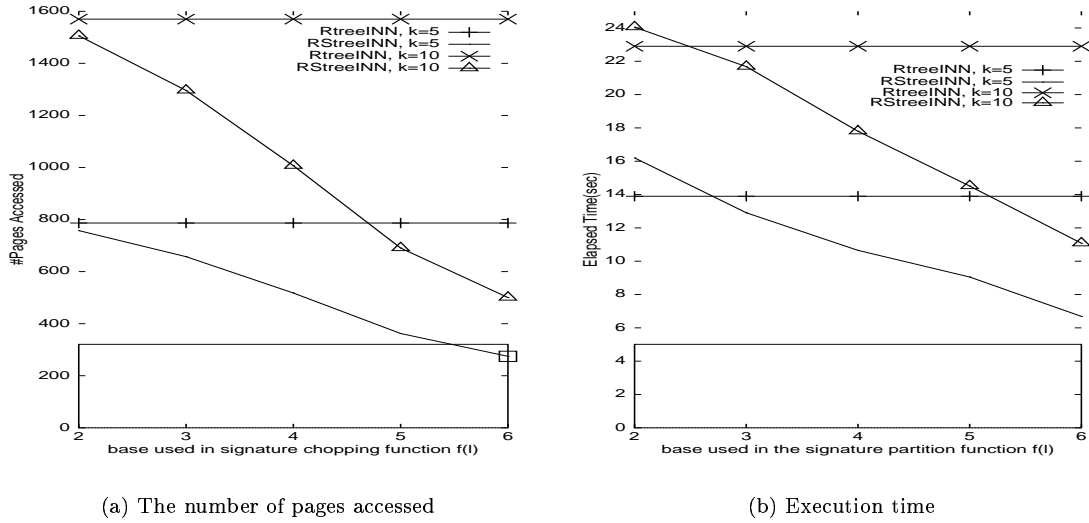 1600
1400
1200
1000
800
600
400
200
0
#Pages Accessed
RtreeINN, k=5
RStreeINN, k=5
RtreeINN, k=10
RStreeINN, k=10
2 3 4 5 6
base used in signature chopping function f(l)
(a) The number of pages accessed
24
22
20
18
16
14
12
10
8
6
4
2
0
Elapsed Time(sec)
RtreeINN, k=5
RStreeINN, k=5
RtreeINN, k=10
RStreeINN, k=10
2 3 4 5 6
base used in the signature partition function f(l)
(b) Execution time